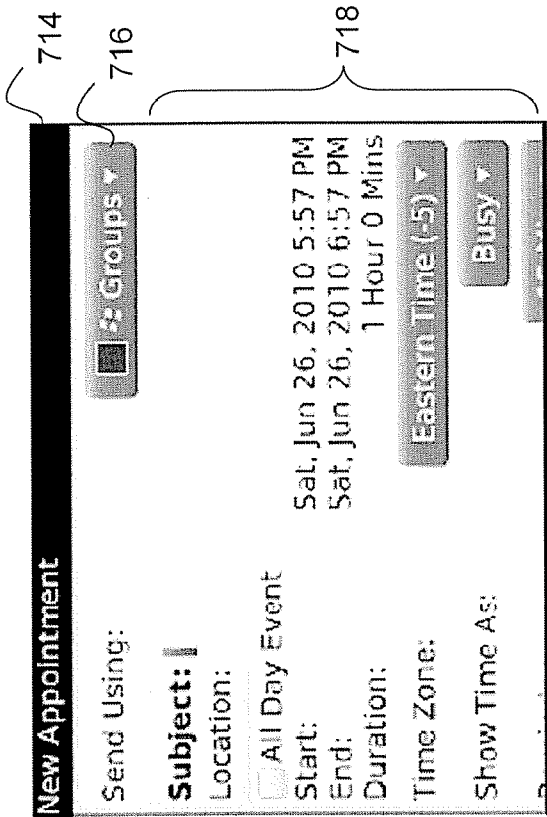 New Appointment
714
Send Using:
Groups
716
Subject:
Location:
All Day Event
Start: Sat, Jun 26, 2010 5:57 PM
End: Sat, Jun 26, 2010 6:57 PM
Duration: 1 Hour 0 Mins
718
Time Zone: Eastern Time (-5)
Show Time As: Busy